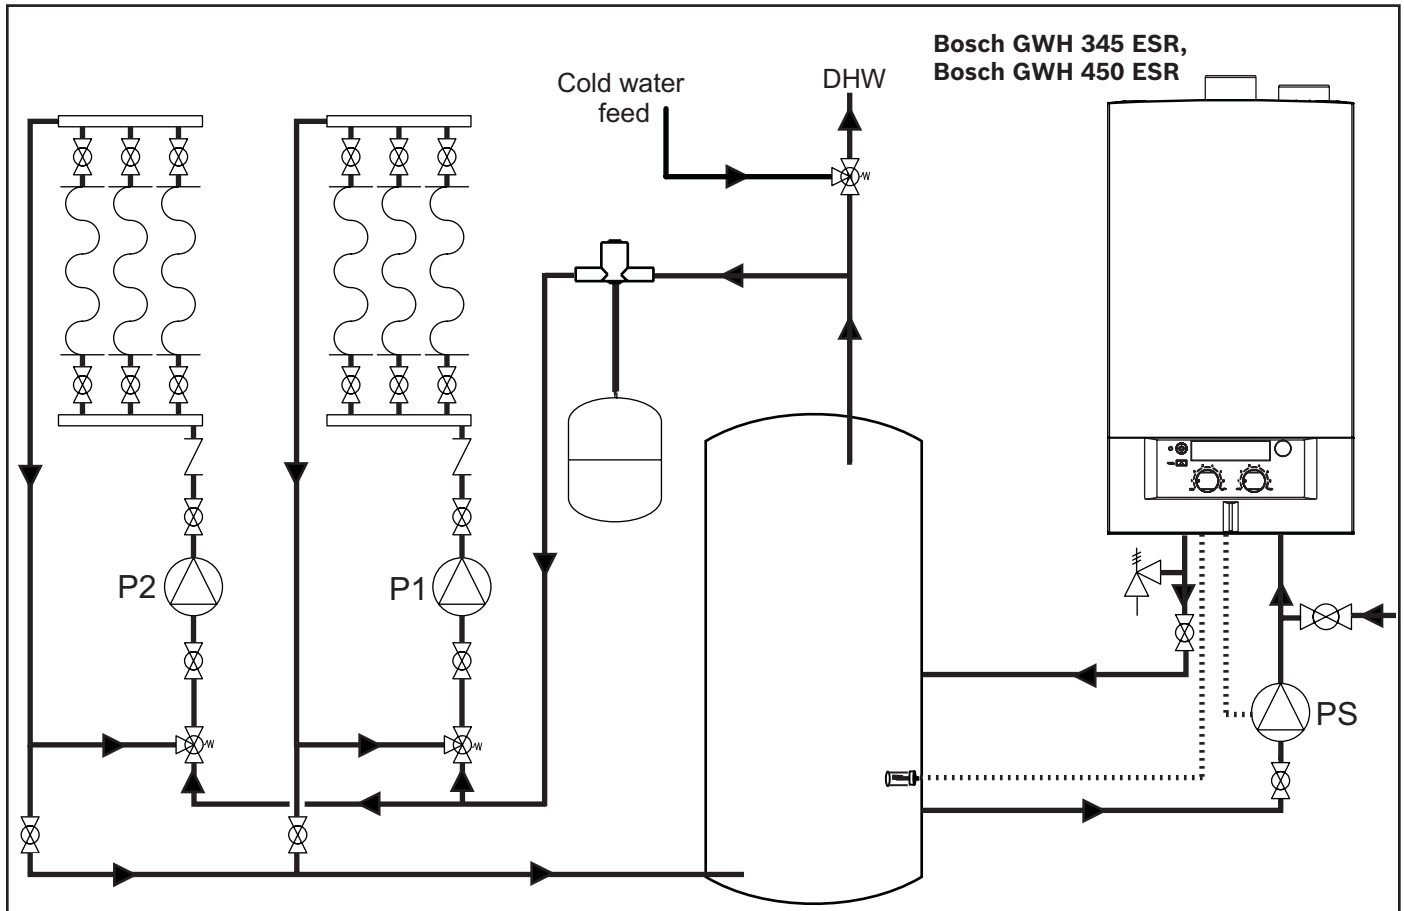 Bosch GWH 345 ESR,
Bosch GWH 450 ESR
Cold water
feed
DHW
P2
P1
PS